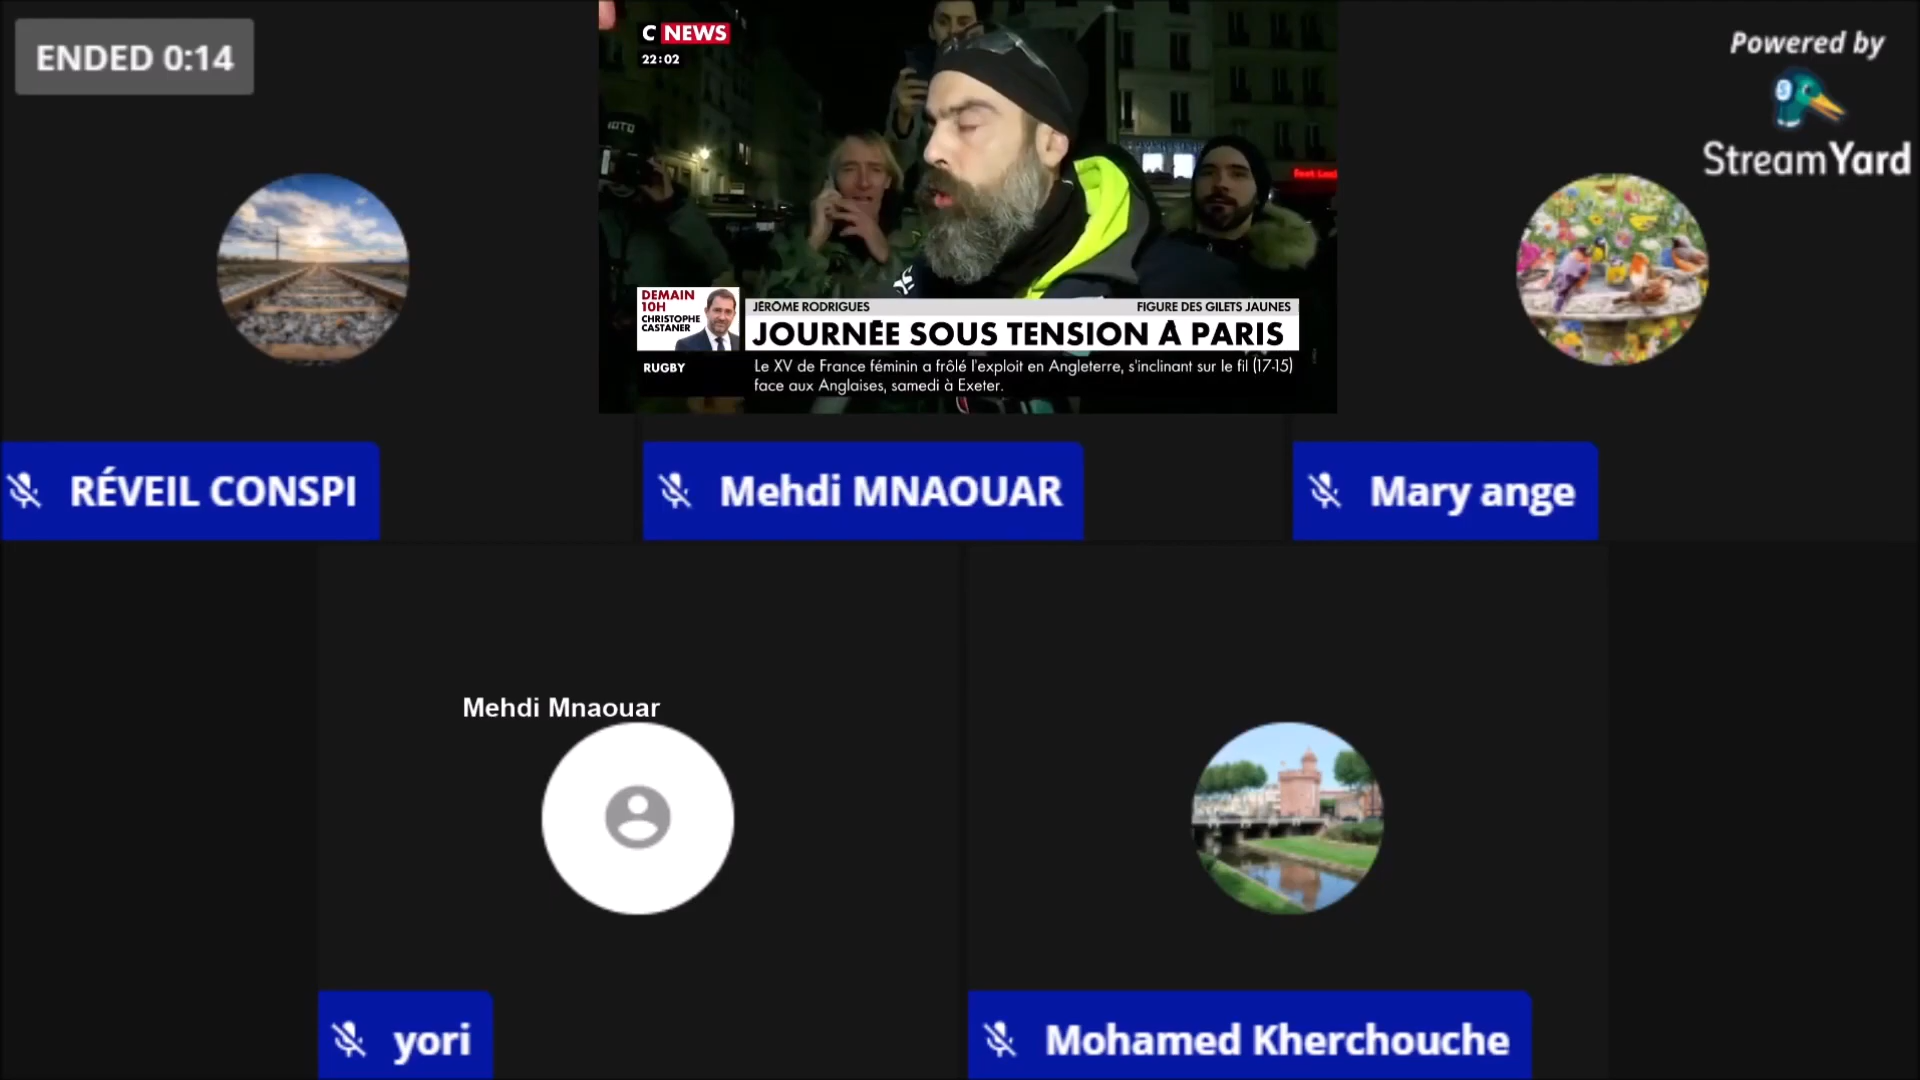 ENDED 0:14
C NEWS
22:02
Powered by
StreamYard
DEMAIN
10H
CHRISTOPHE
CASTANER
JÉRÔME RODRIGUES
FIGURE DES GILETS JAUNES
JOURNÉE SOUS TENSION À PARIS
RUGBY
Le XV de France féminin a frôlé l'exploit en Angleterre, s'inclinant sur le fil (17-15)
face aux Anglaises, samedi à Exeter.
RÉVEIL CONSPI
Mehdi MNAOUAR
Mary ange
Mehdi Mnaouar
yori
Mohamed Kherchouche